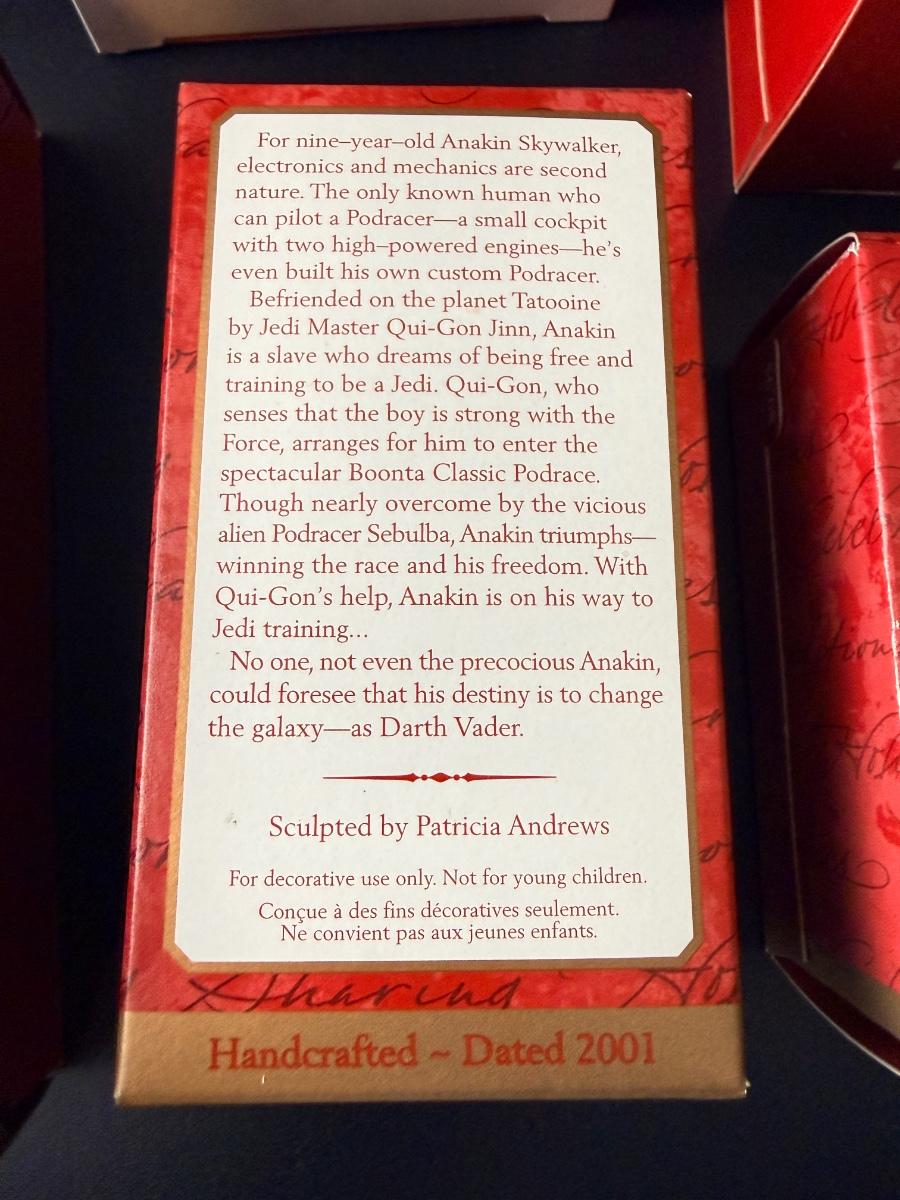 For nine–year–old Anakin Skywalker,
electronics and mechanics are second
nature. The only known human who
can pilot a Podracer—a small cockpit
with two high–powered engines—he's
even built his own custom Podracer.
Befriended on the planet Tatooine
by Jedi Master Qui-Gon Jinn, Anakin
is a slave who dreams of being free and
training to be a Jedi. Qui-Gon, who
senses that the boy is strong with the
Force, arranges for him to enter the
spectacular Boonta Classic Podrace.
Though nearly overcome by the vicious
alien Podracer Sebulba, Anakin triumphs—
winning the race and his freedom. With
Qui-Gon's help, Anakin is on his way to
Jedi training...
No one, not even the precocious Anakin,
could foresee that his destiny is to change
the galaxy—as Darth Vader.
Sculpted by Patricia Andrews
For decorative use only. Not for young children.
Conçue à des fins décoratives seulement.
Ne convient pas aux jeunes enfants.
Sharing Ho
Handcrafted ~ Dated 2001